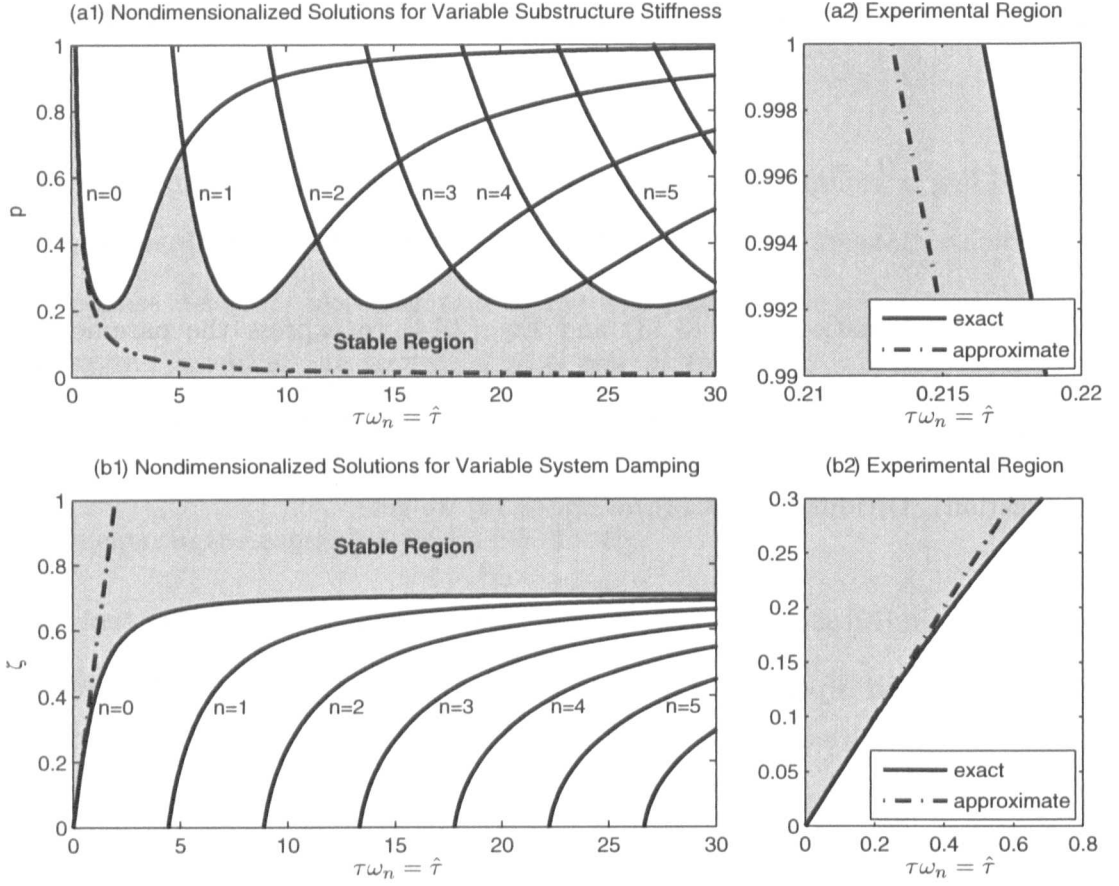 (a1) Nondimensionalized Solutions for Variable Substructure Stiffness
1
0.8
0.6
0.4
0.2
0
p
n=0
n=1
n=2
n=3
n=4
n=5
Stable Region
0
5
10
15
20
25
30
τω_n = τ̂
(a2) Experimental Region
1
0.998
0.996
0.994
0.992
0.99
exact
approximate
0.21
0.215
0.22
τω_n = τ̂
(b1) Nondimensionalized Solutions for Variable System Damping
1
0.8
0.6
0.4
0.2
0
ζ
Stable Region
n=0
n=1
n=2
n=3
n=4
n=5
0
5
10
15
20
25
30
τω_n = τ̂
(b2) Experimental Region
0.3
0.25
0.2
0.15
0.1
0.05
0
exact
approximate
0
0.2
0.4
0.6
0.8
τω_n = τ̂